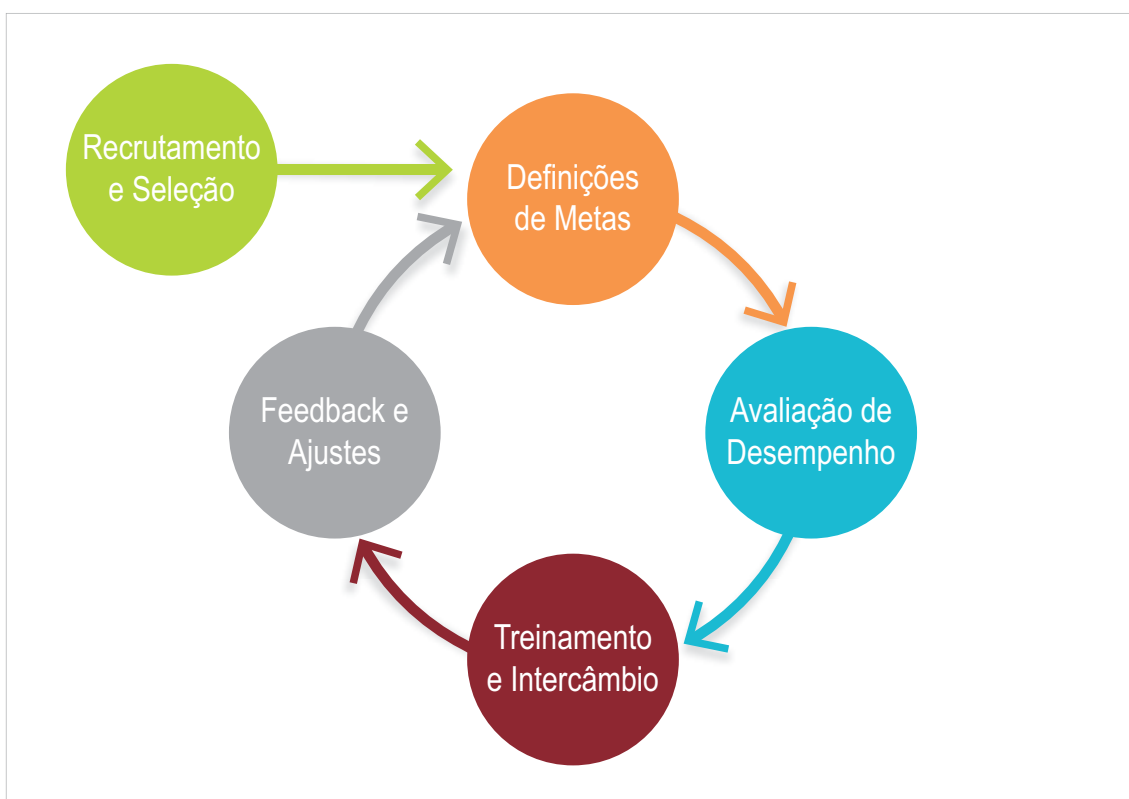 Recrutamento
e Seleção
Definições
de Metas
Avaliação de
Desempenho
Treinamento
e Intercâmbio
Feedback e
Ajustes